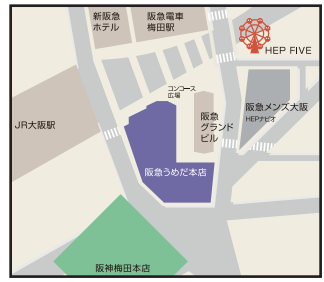 新阪急
ホテル
阪急電車
梅田駅
HEP FIVE
コンコース
広場
JR大阪駅
阪急
グランド
ビル
阪急メンズ大阪
HEPナビオ
阪急うめだ本店
阪神梅田本店